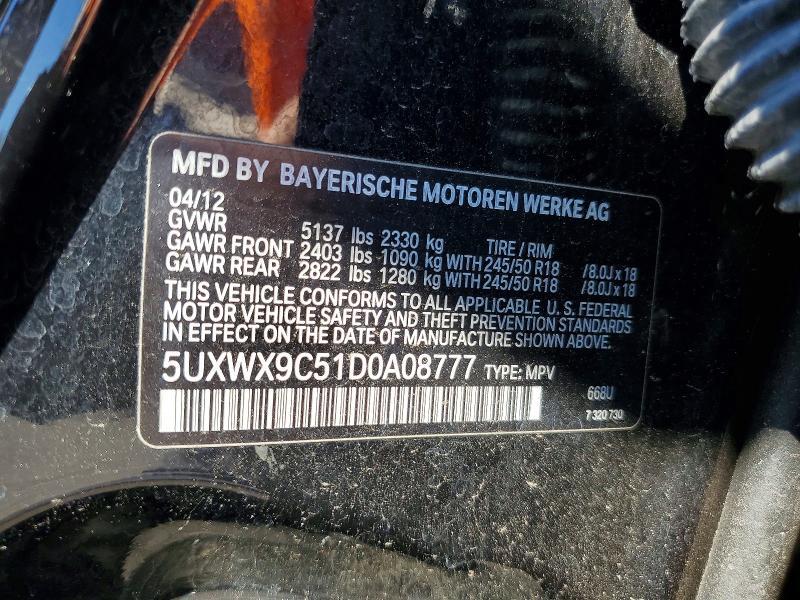 MFD BY BAYERISCHE MOTOREN WERKE AG
04/12
GVWR 5137 lbs 2330 kg TIRE / RIM
GAWR FRONT 2403 lbs 1090 kg WITH 245/50 R18 /8.0J x 18
GAWR REAR 2822 lbs 1280 kg WITH 245/50 R18 /8.0J x 18
THIS VEHICLE CONFORMS TO ALL APPLICABLE U.S. FEDERAL
MOTOR VEHICLE SAFETY AND THEFT PREVENTION STANDARDS
IN EFFECT ON THE DATE OF MANUFACTURE SHOWN ABOVE.
5UXWX9C51D0A08777 TYPE: MPV
668U
7 320 730